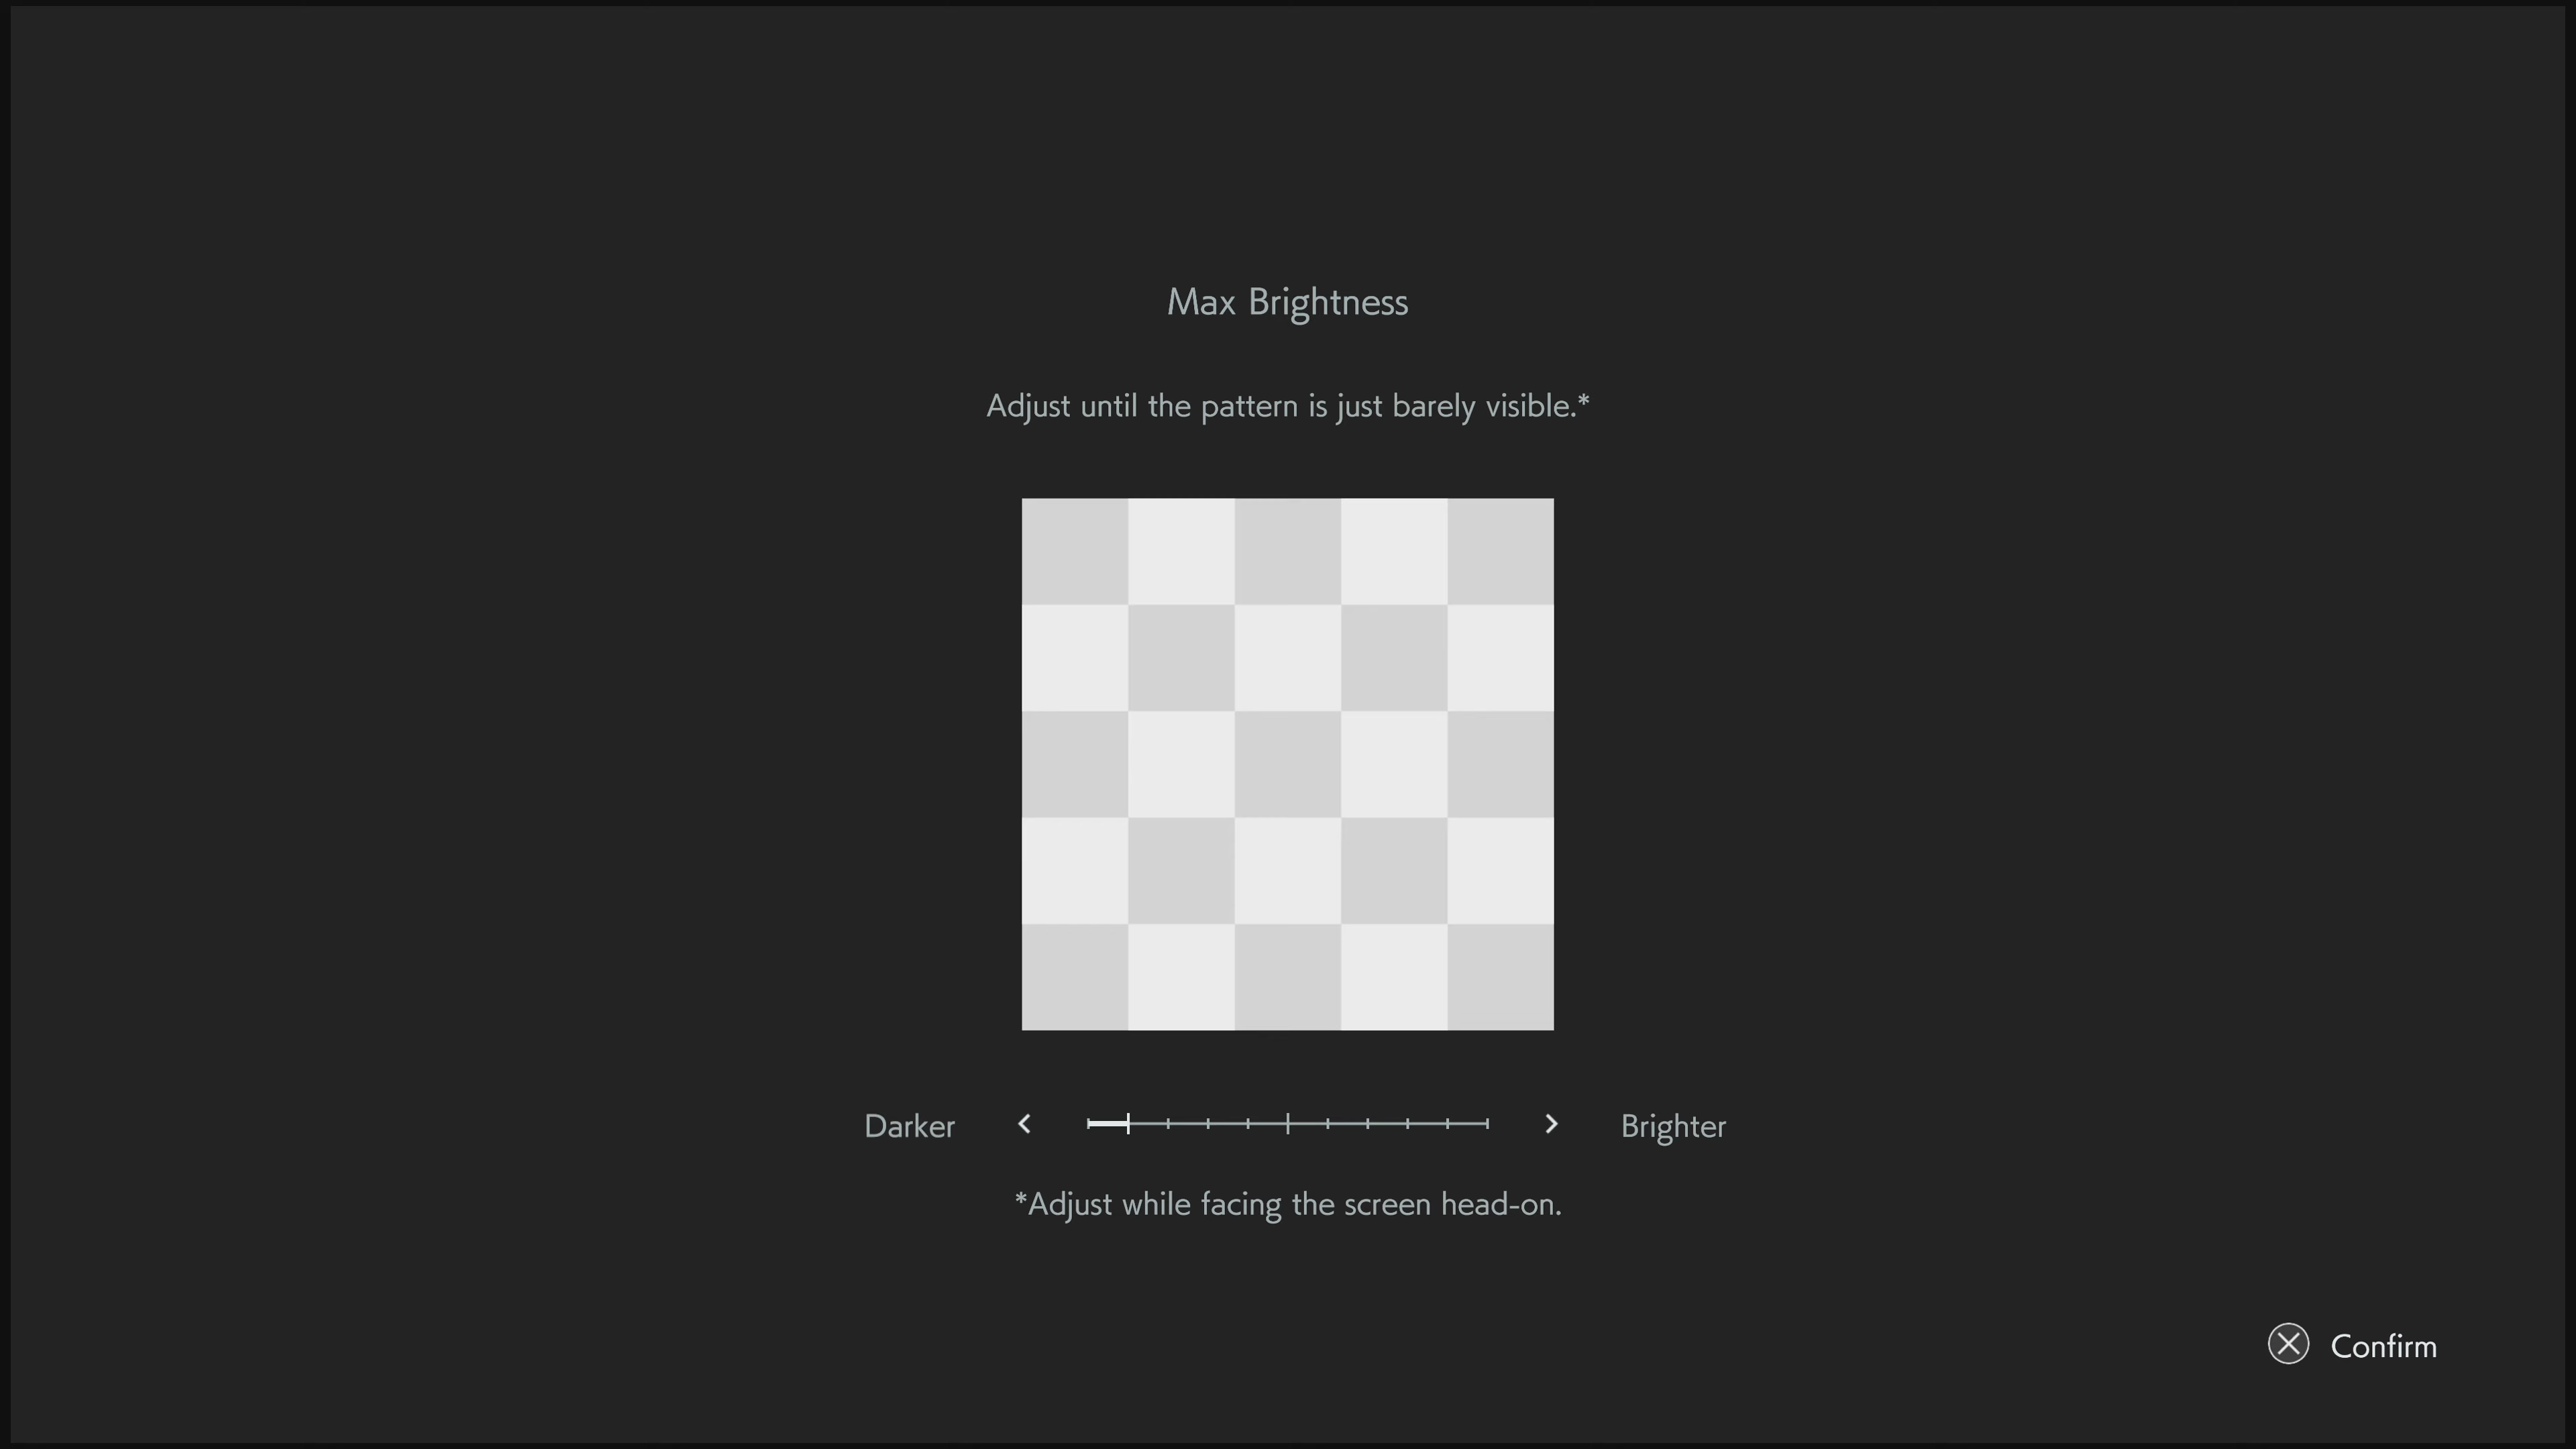 Max Brightness
Adjust until the pattern is just barely visible.*
Darker
Brighter
*Adjust while facing the screen head-on.
Confirm